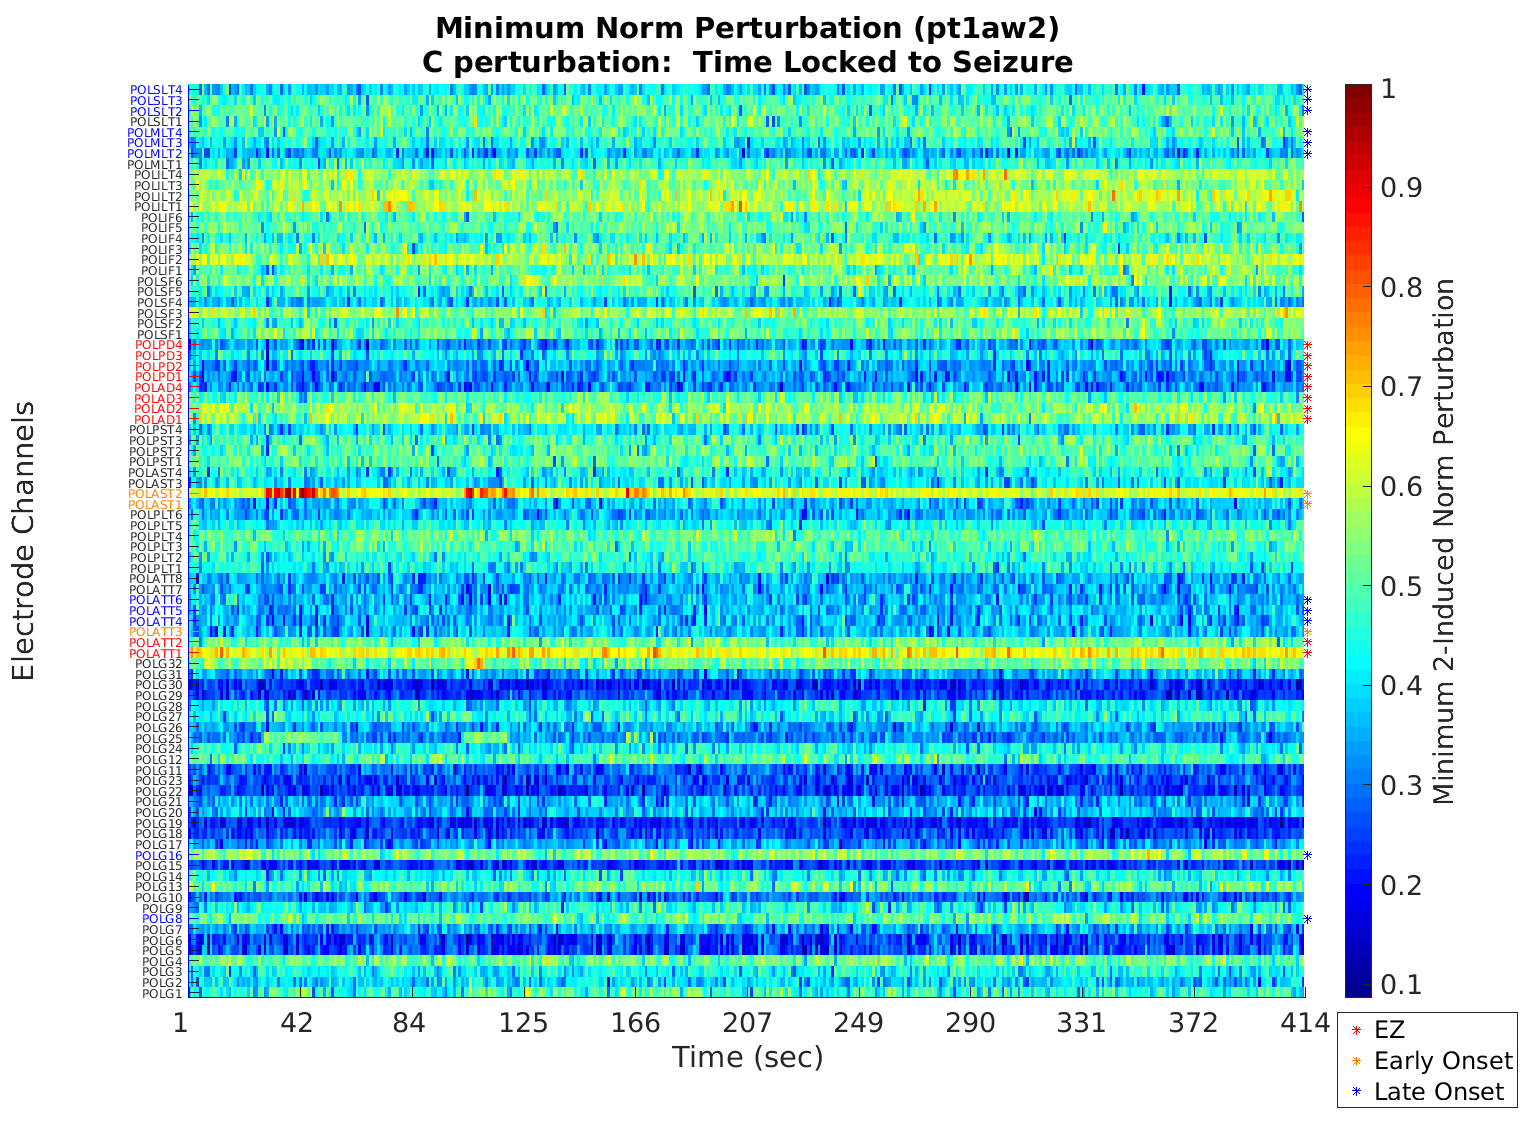 Minimum Norm Perturbation (pt1aw2)
C perturbation: Time Locked to Seizure
Electrode Channels
POLSLT4
POLSLT3
POLSLT2
POLSLT1
POLMLT4
POLMLT3
POLMLT2
POLMLT1
POLILT4
POLILT3
POLILT2
POLILT1
POLIF6
POLIF5
POLIF4
POLIF3
POLIF2
POLIF1
POLSF6
POLSF5
POLSF4
POLSF3
POLSF2
POLSF1
POLPD4
POLPD3
POLPD2
POLPD1
POLAD4
POLAD3
POLAD2
POLAD1
POLPST4
POLPST3
POLPST2
POLPST1
POLAST4
POLAST3
POLAST2
POLAST1
POLPLT6
POLPLT5
POLPLT4
POLPLT3
POLPLT2
POLPLT1
POLATT8
POLATT7
POLATT6
POLATT5
POLATT4
POLATT3
POLATT2
POLATT1
POLG32
POLG31
POLG30
POLG29
POLG28
POLG27
POLG26
POLG25
POLG24
POLG12
POLG11
POLG23
POLG22
POLG21
POLG20
POLG19
POLG18
POLG17
POLG16
POLG15
POLG14
POLG13
POLG10
POLG9
POLG8
POLG7
POLG6
POLG5
POLG4
POLG3
POLG2
POLG1
1 42 84 125 166 207 249 290 331 372 414
Time (sec)
1
0.9
0.8
0.7
0.6
0.5
0.4
0.3
0.2
0.1
Minimum 2-Induced Norm Perturbation
EZ
Early Onset
Late Onset